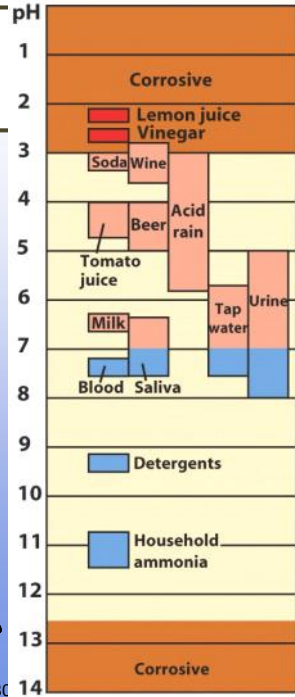 pH
1
Corrosive
2
Lemon juice
Vinegar
3
Soda Wine
4
Beer
Acid
rain
5
Tomato
juice
6
Tap
water
Urine
Milk
7
Blood Saliva
8
9
Detergents
10
11
Household
ammonia
12
13
Corrosive
14